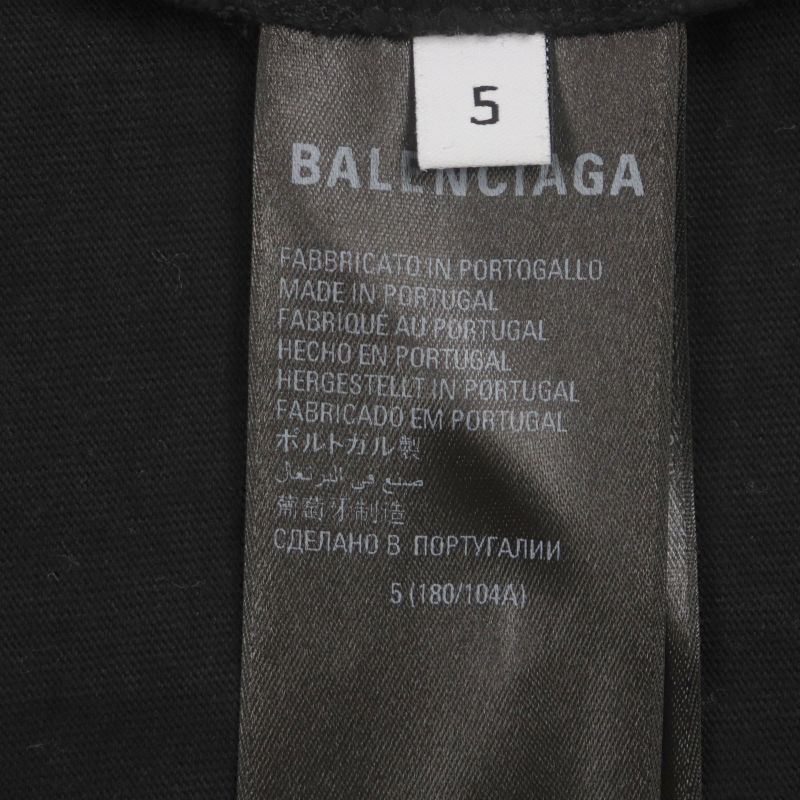 5
BALENCIAGA
FABBRICATO IN PORTOGALLO
MADE IN PORTUGAL
FABRIQUÉ AU PORTUGAL
HECHO EN PORTUGAL
HERGESTELLT IN PORTUGAL
FABRICADO EM PORTUGAL
ポルトカル製
صنع في البرتغال
葡萄牙制造
СДЕЛАНО В ПОРТУГАЛИИ
5 (180/104A)